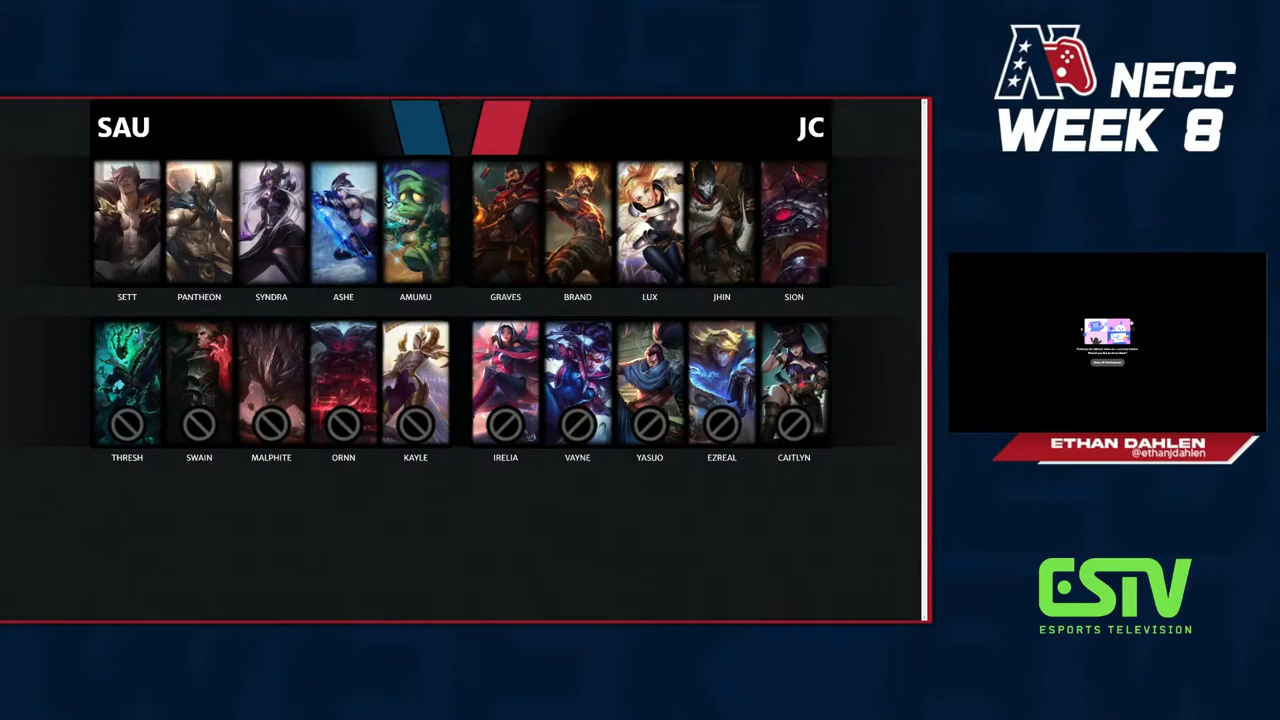 NECC
WEEK 8
SAU
JC
SETT PANTHEON SYNDRA ASHE AMUMU GRAVES BRAND LUX JHIN SION
THRESH SWAIN MALPHITE ORNN KAYLE IRELIA VAYNE YASUO EZREAL CAITLYN
ETHAN DAHLEN
@ethanjdahlen
ESTV
ESPORTS TELEVISION